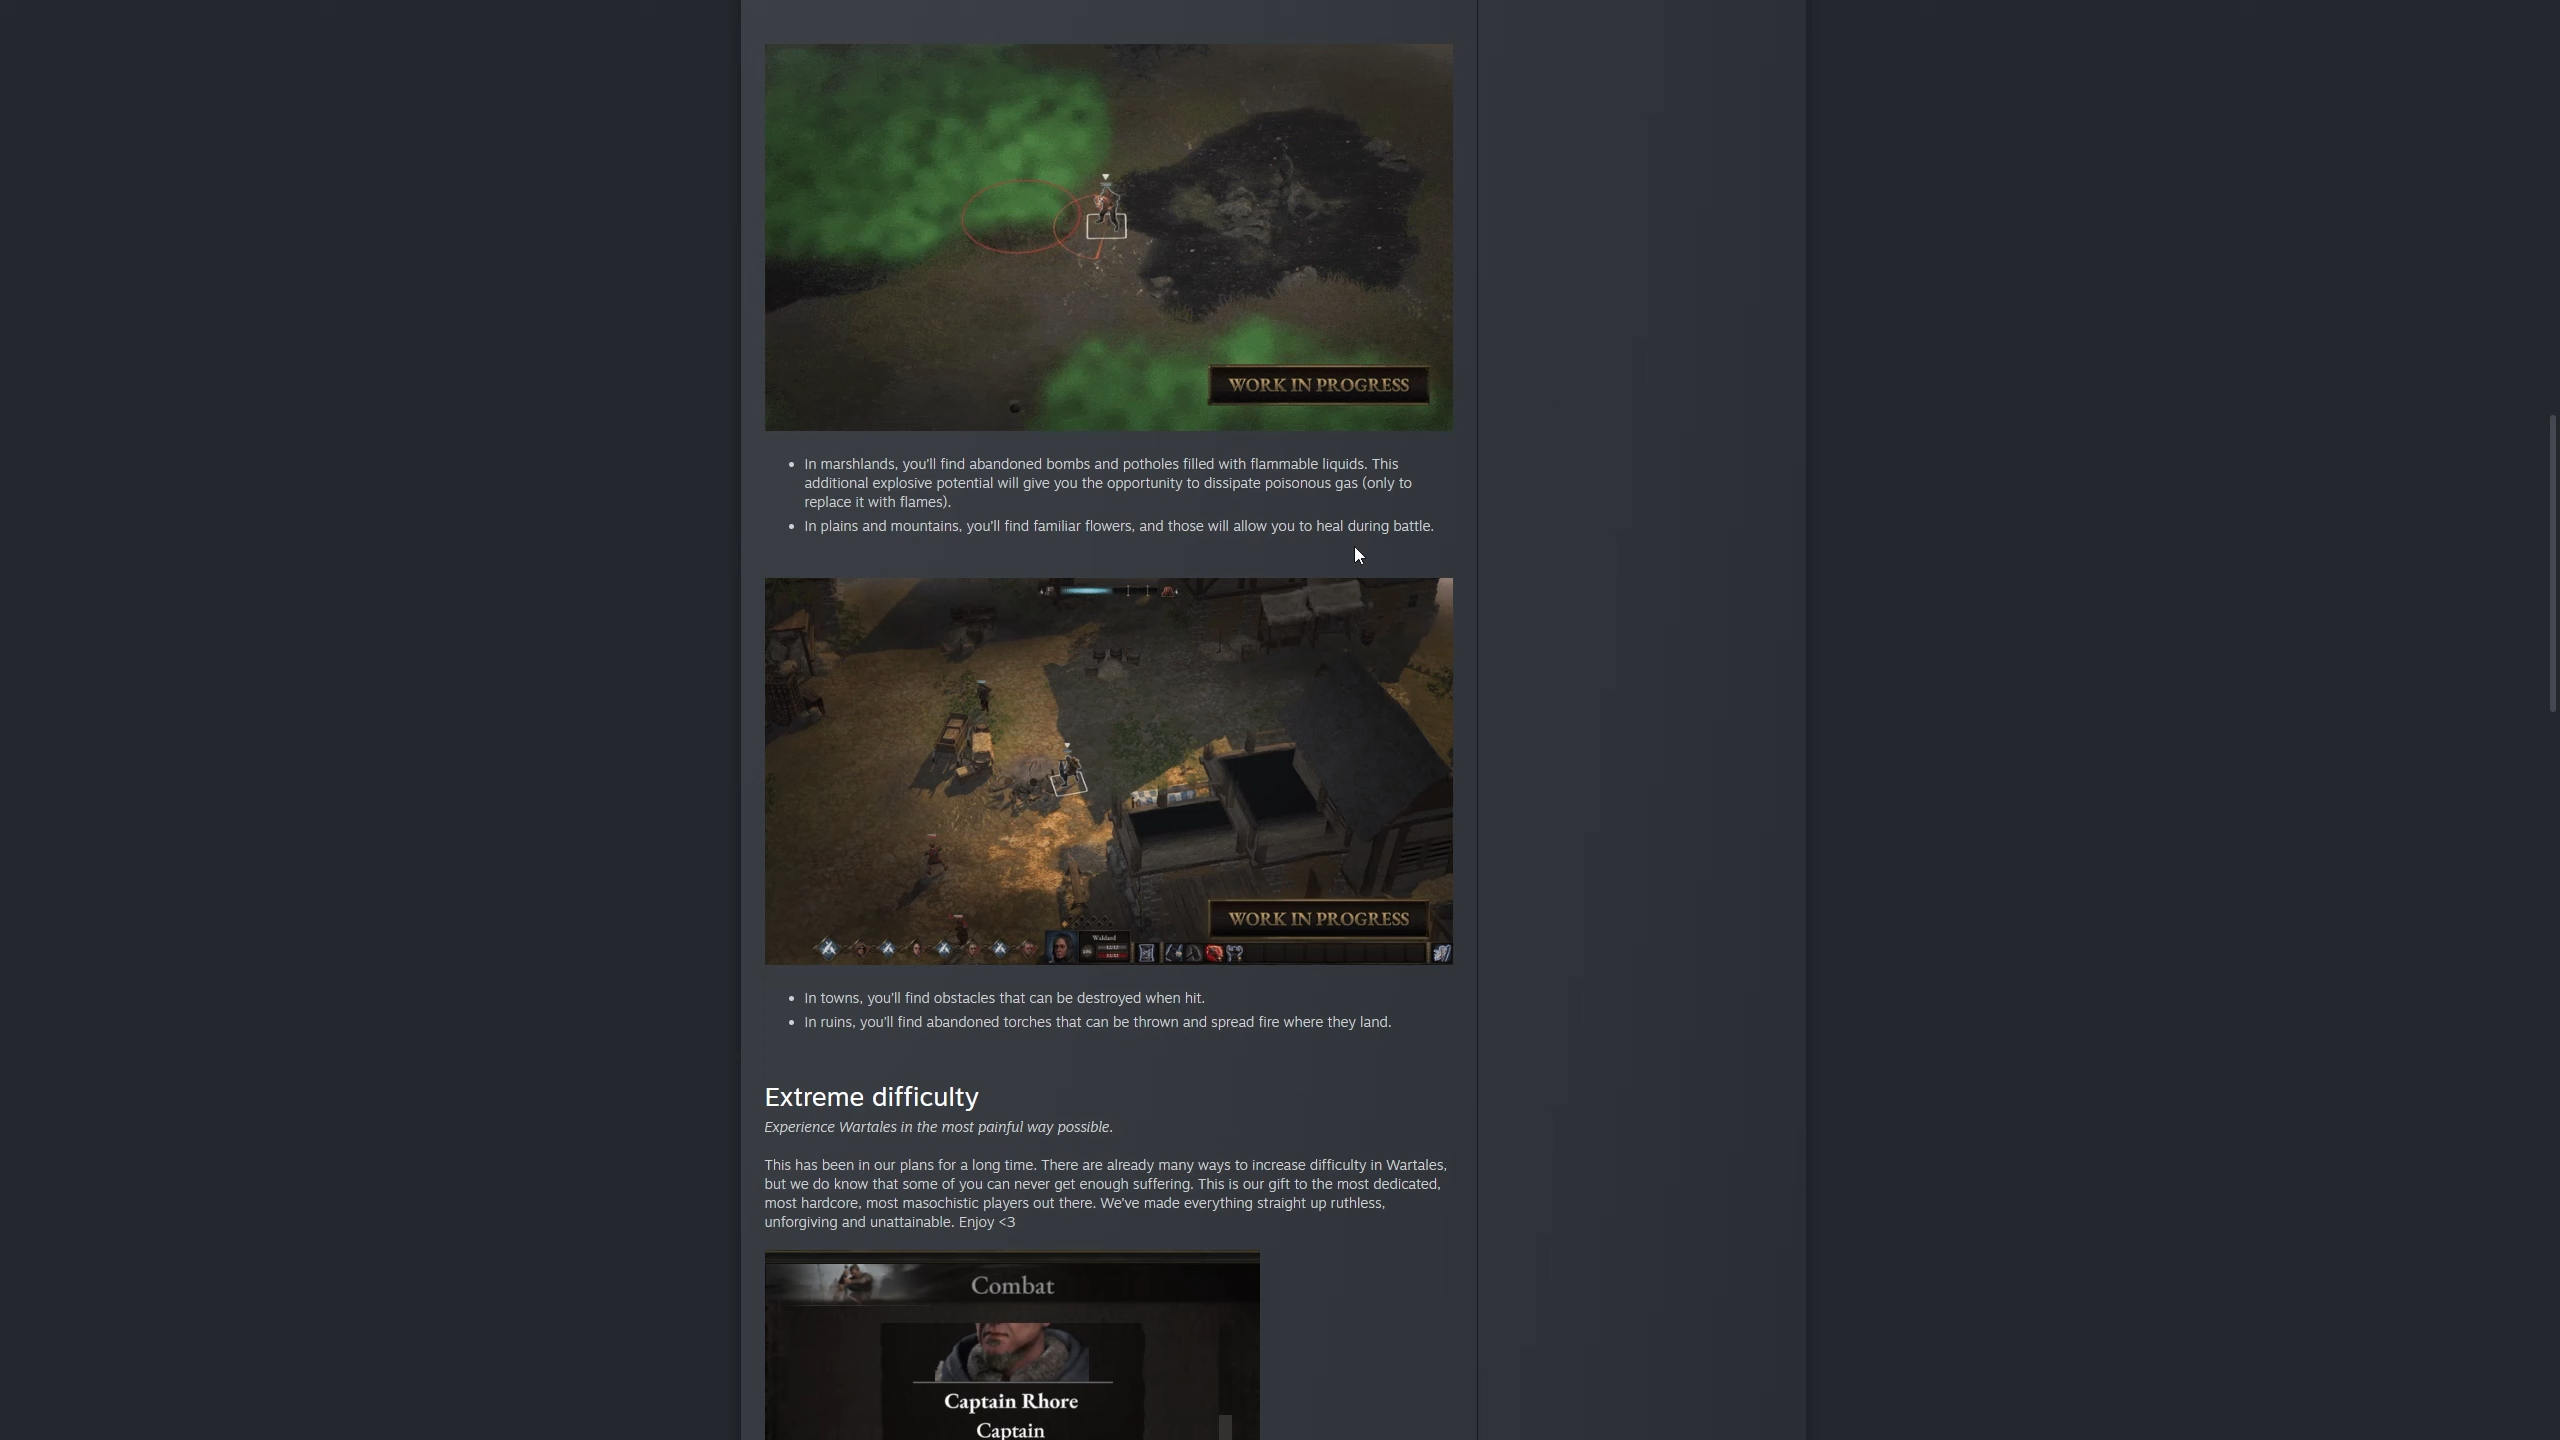 WORK IN PROGRESS
In marshlands, you'll find abandoned bombs and potholes filled with flammable liquids. This
additional explosive potential will give you the opportunity to dissipate poisonous gas (only to
replace it with flames).
In plains and mountains, you'll find familiar flowers, and those will allow you to heal during battle.
WORK IN PROGRESS
Waldard
In towns, you'll find obstacles that can be destroyed when hit.
In ruins, you'll find abandoned torches that can be thrown and spread fire where they land.
Extreme difficulty
Experience Wartales in the most painful way possible.
This has been in our plans for a long time. There are already many ways to increase difficulty in Wartales,
but we do know that some of you can never get enough suffering. This is our gift to the most dedicated,
most hardcore, most masochistic players out there. We've made everything straight up ruthless,
unforgiving and unattainable. Enjoy <3
Combat
Captain Rhore
Captain